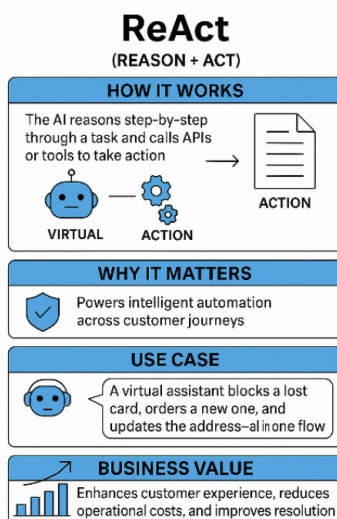 ReAct
(REASON + ACT)
HOW IT WORKS
The AI reasons step-by-step
through a task and calls APIs
or tools to take action
VIRTUAL
ACTION
ACTION
WHY IT MATTERS
Powers intelligent automation
across customer journeys
USE CASE
A virtual assistant blocks a lost
card, orders a new one, and
updates the address–al in one flow
BUSINESS VALUE
Enhances customer experience, reduces
operational costs, and improves resolution